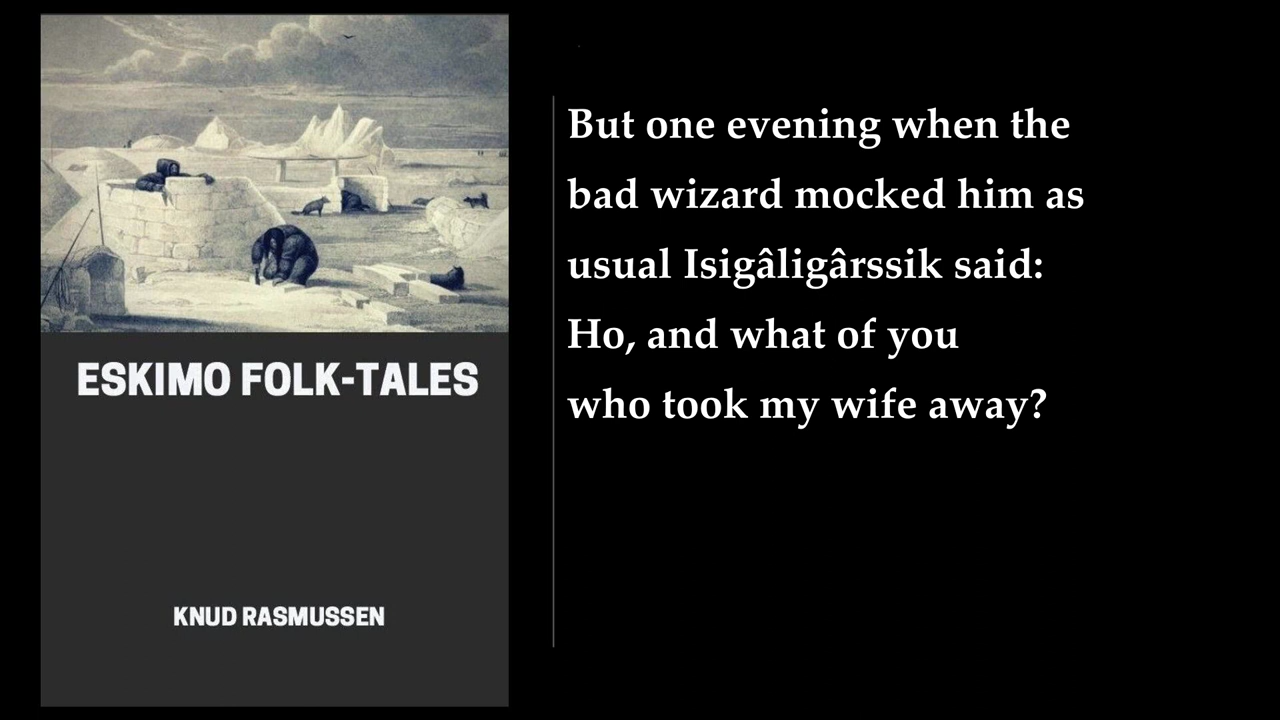 ESKIMO FOLK-TALES
KNUD RASMUSSEN
But one evening when the
bad wizard mocked him as
usual Isigâligârssik said:
Ho, and what of you
who took my wife away?